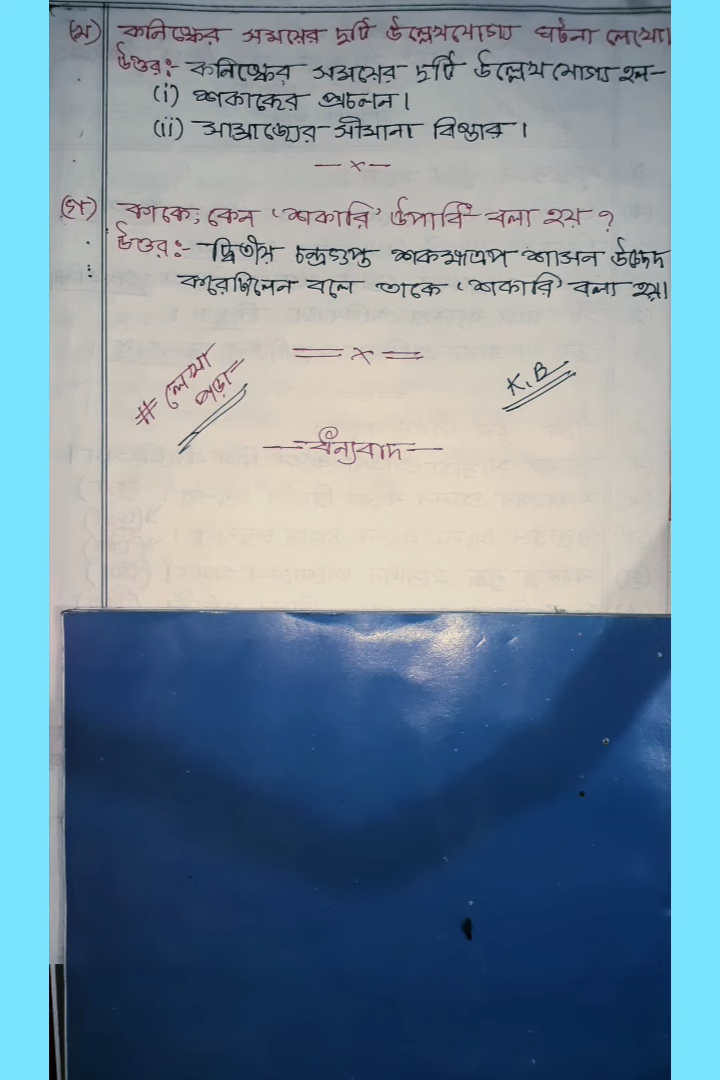 (ঘ) কনিষ্কের সময়ের দুটি উল্লেখযোগ্য ঘটনা লেখো।
উত্তর: কনিষ্কের সময়ের দুটি উল্লেখযোগ্য হল-
(i) শকাব্দের প্রচলন।
(ii) সাম্রাজ্যের সীমানা বিস্তার।
— x —
কাকে, কেন 'শকারি' উপাধি বলা হয় ?
উত্তর: দ্বিতীয় চন্দ্রগুপ্ত শকক্ষত্রপ শাসন উচ্ছেদ
করেছিলেন বলে তাকে 'শকারি' বলা হয়।
# লেখা
পড়া
K.B
— ধন্যবাদ —